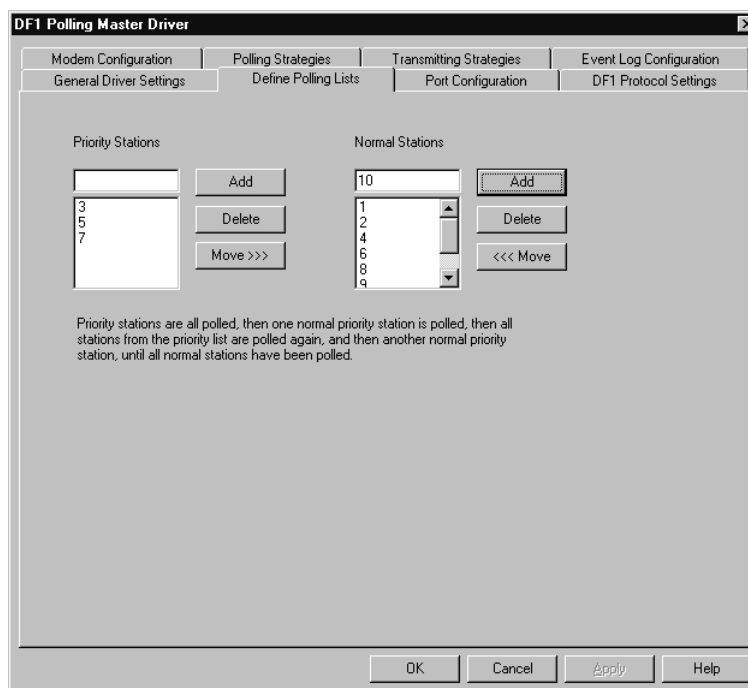 DF1 Polling Master Driver
Modem Configuration
Polling Strategies
Transmitting Strategies
Event Log Configuration
General Driver Settings
Define Polling Lists
Port Configuration
DF1 Protocol Settings
Priority Stations
Normal Stations
Add
10
Add
3
5
7
Delete
Move >>>
1
2
4
6
8
9
Delete
<<< Move
Priority stations are all polled, then one normal priority station is polled, then all
stations from the priority list are polled again, and then another normal priority
station, until all normal stations have been polled.
OK
Cancel
Apply
Help